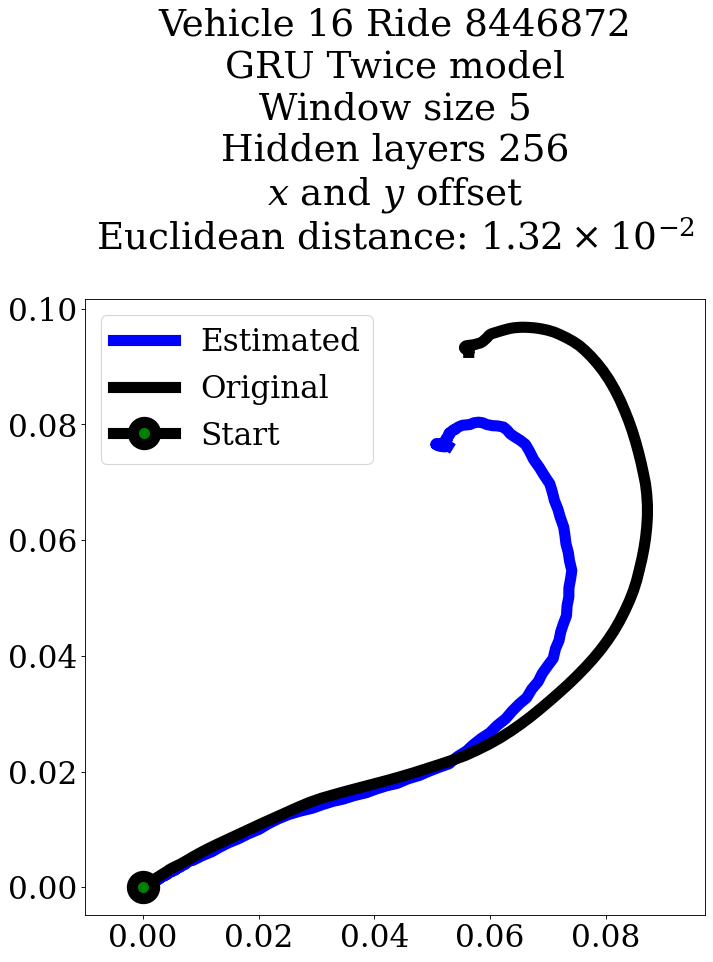 Vehicle 16 Ride 8446872
GRU Twice model
Window size 5
Hidden layers 256
x and y offset
Euclidean distance: 1.32 × 10⁻²
0.10
0.08
0.06
0.04
0.02
0.00
Estimated
Original
Start
0.00 0.02 0.04 0.06 0.08